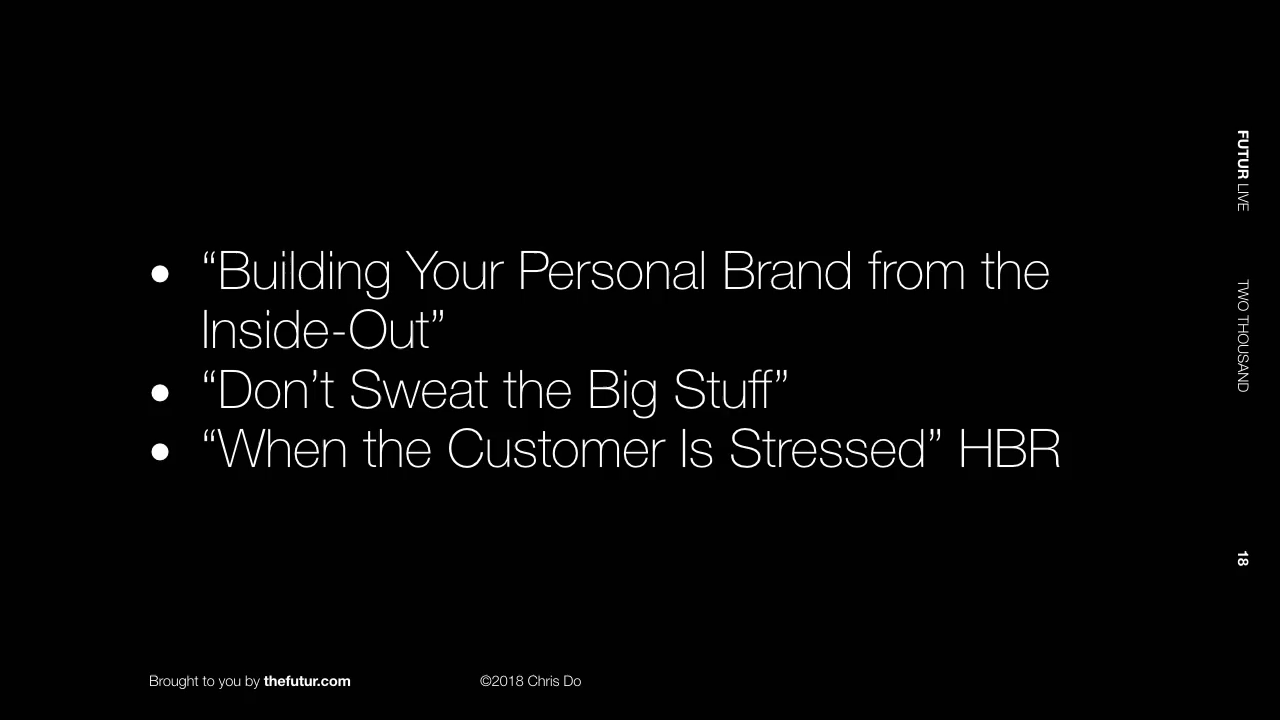 • “Building Your Personal Brand from the
Inside-Out”
• “Don’t Sweat the Big Stuff”
• “When the Customer Is Stressed” HBR
FUTUR LIVE
TWO THOUSAND
18
Brought to you by thefutur.com
©2018 Chris Do